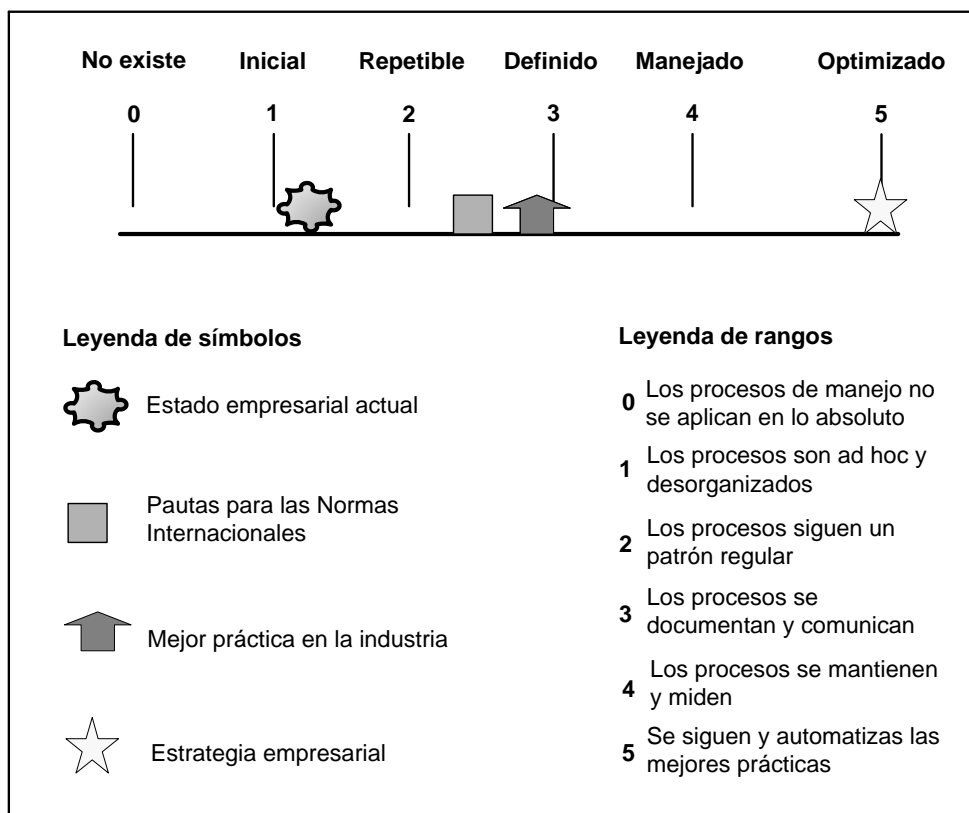 No existe Inicial Repetible Definido Manejado Optimizado
0 1 2 3 4 5
Leyenda de símbolos
Estado empresarial actual
Pautas para las Normas
Internacionales
Mejor práctica en la industria
Estrategia empresarial
Leyenda de rangos
0 Los procesos de manejo no
se aplican en lo absoluto
1 Los procesos son ad hoc y
desorganizados
2 Los procesos siguen un
patrón regular
3 Los procesos se
documentan y comunican
4 Los procesos se mantienen
y miden
5 Se siguen y automatizas las
mejores prácticas